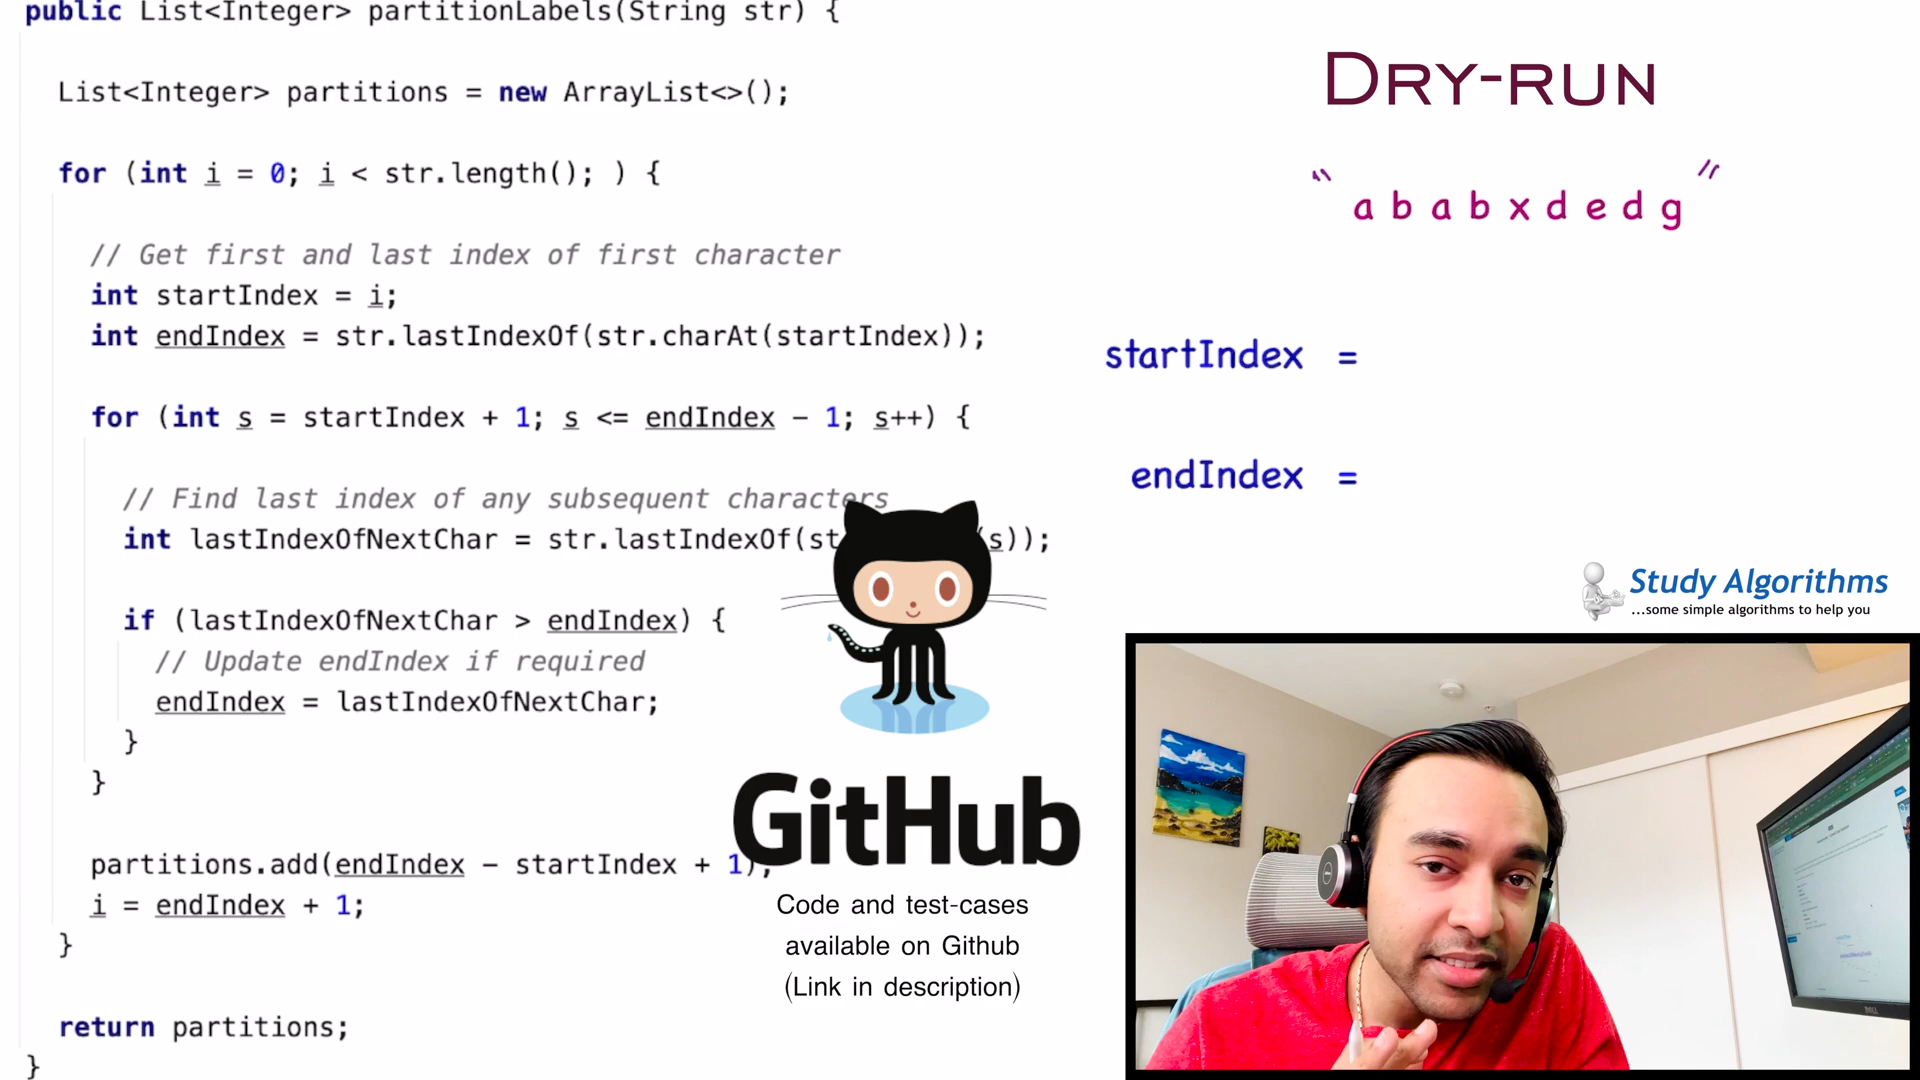 public List<Integer> partitionLabels(String str) {
List<Integer> partitions = new ArrayList<>();
for (int i = 0; i < str.length(); ) {
// Get first and last index of first character
int startIndex = i;
int endIndex = str.lastIndexOf(str.charAt(startIndex));
for (int s = startIndex + 1; s <= endIndex - 1; s++) {
// Find last index of any subsequent characters
int lastIndexOfNextChar = str.lastIndexOf(st (s));
if (lastIndexOfNextChar > endIndex) {
// Update endIndex if required
endIndex = lastIndexOfNextChar;
}
}
partitions.add(endIndex - startIndex + 1);
i = endIndex + 1;
}
return partitions;
}
GitHub
Code and test-cases
available on Github
(Link in description)
DRY-RUN
" a b a b x d e d g "
startIndex =
endIndex =
Study Algorithms
...some simple algorithms to help you